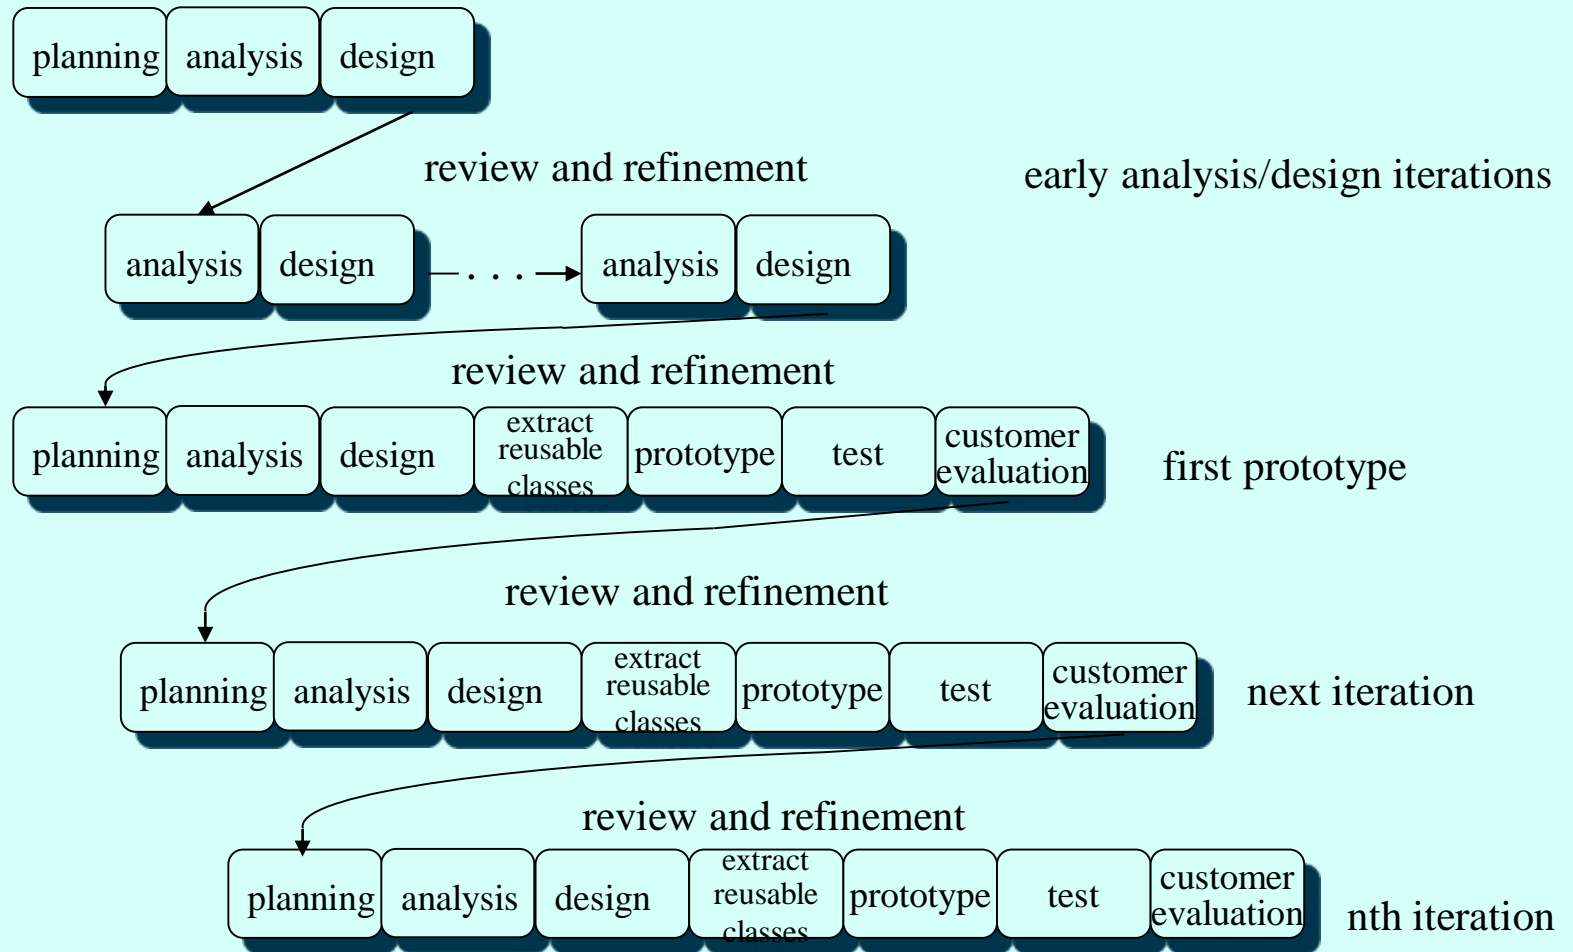 planning analysis design
review and refinement
early analysis/design iterations
analysis design . . . analysis design
review and refinement
planning analysis design extract reusable classes prototype test customer evaluation
first prototype
review and refinement
planning analysis design extract reusable classes prototype test customer evaluation
next iteration
review and refinement
planning analysis design extract reusable classes prototype test customer evaluation
nth iteration